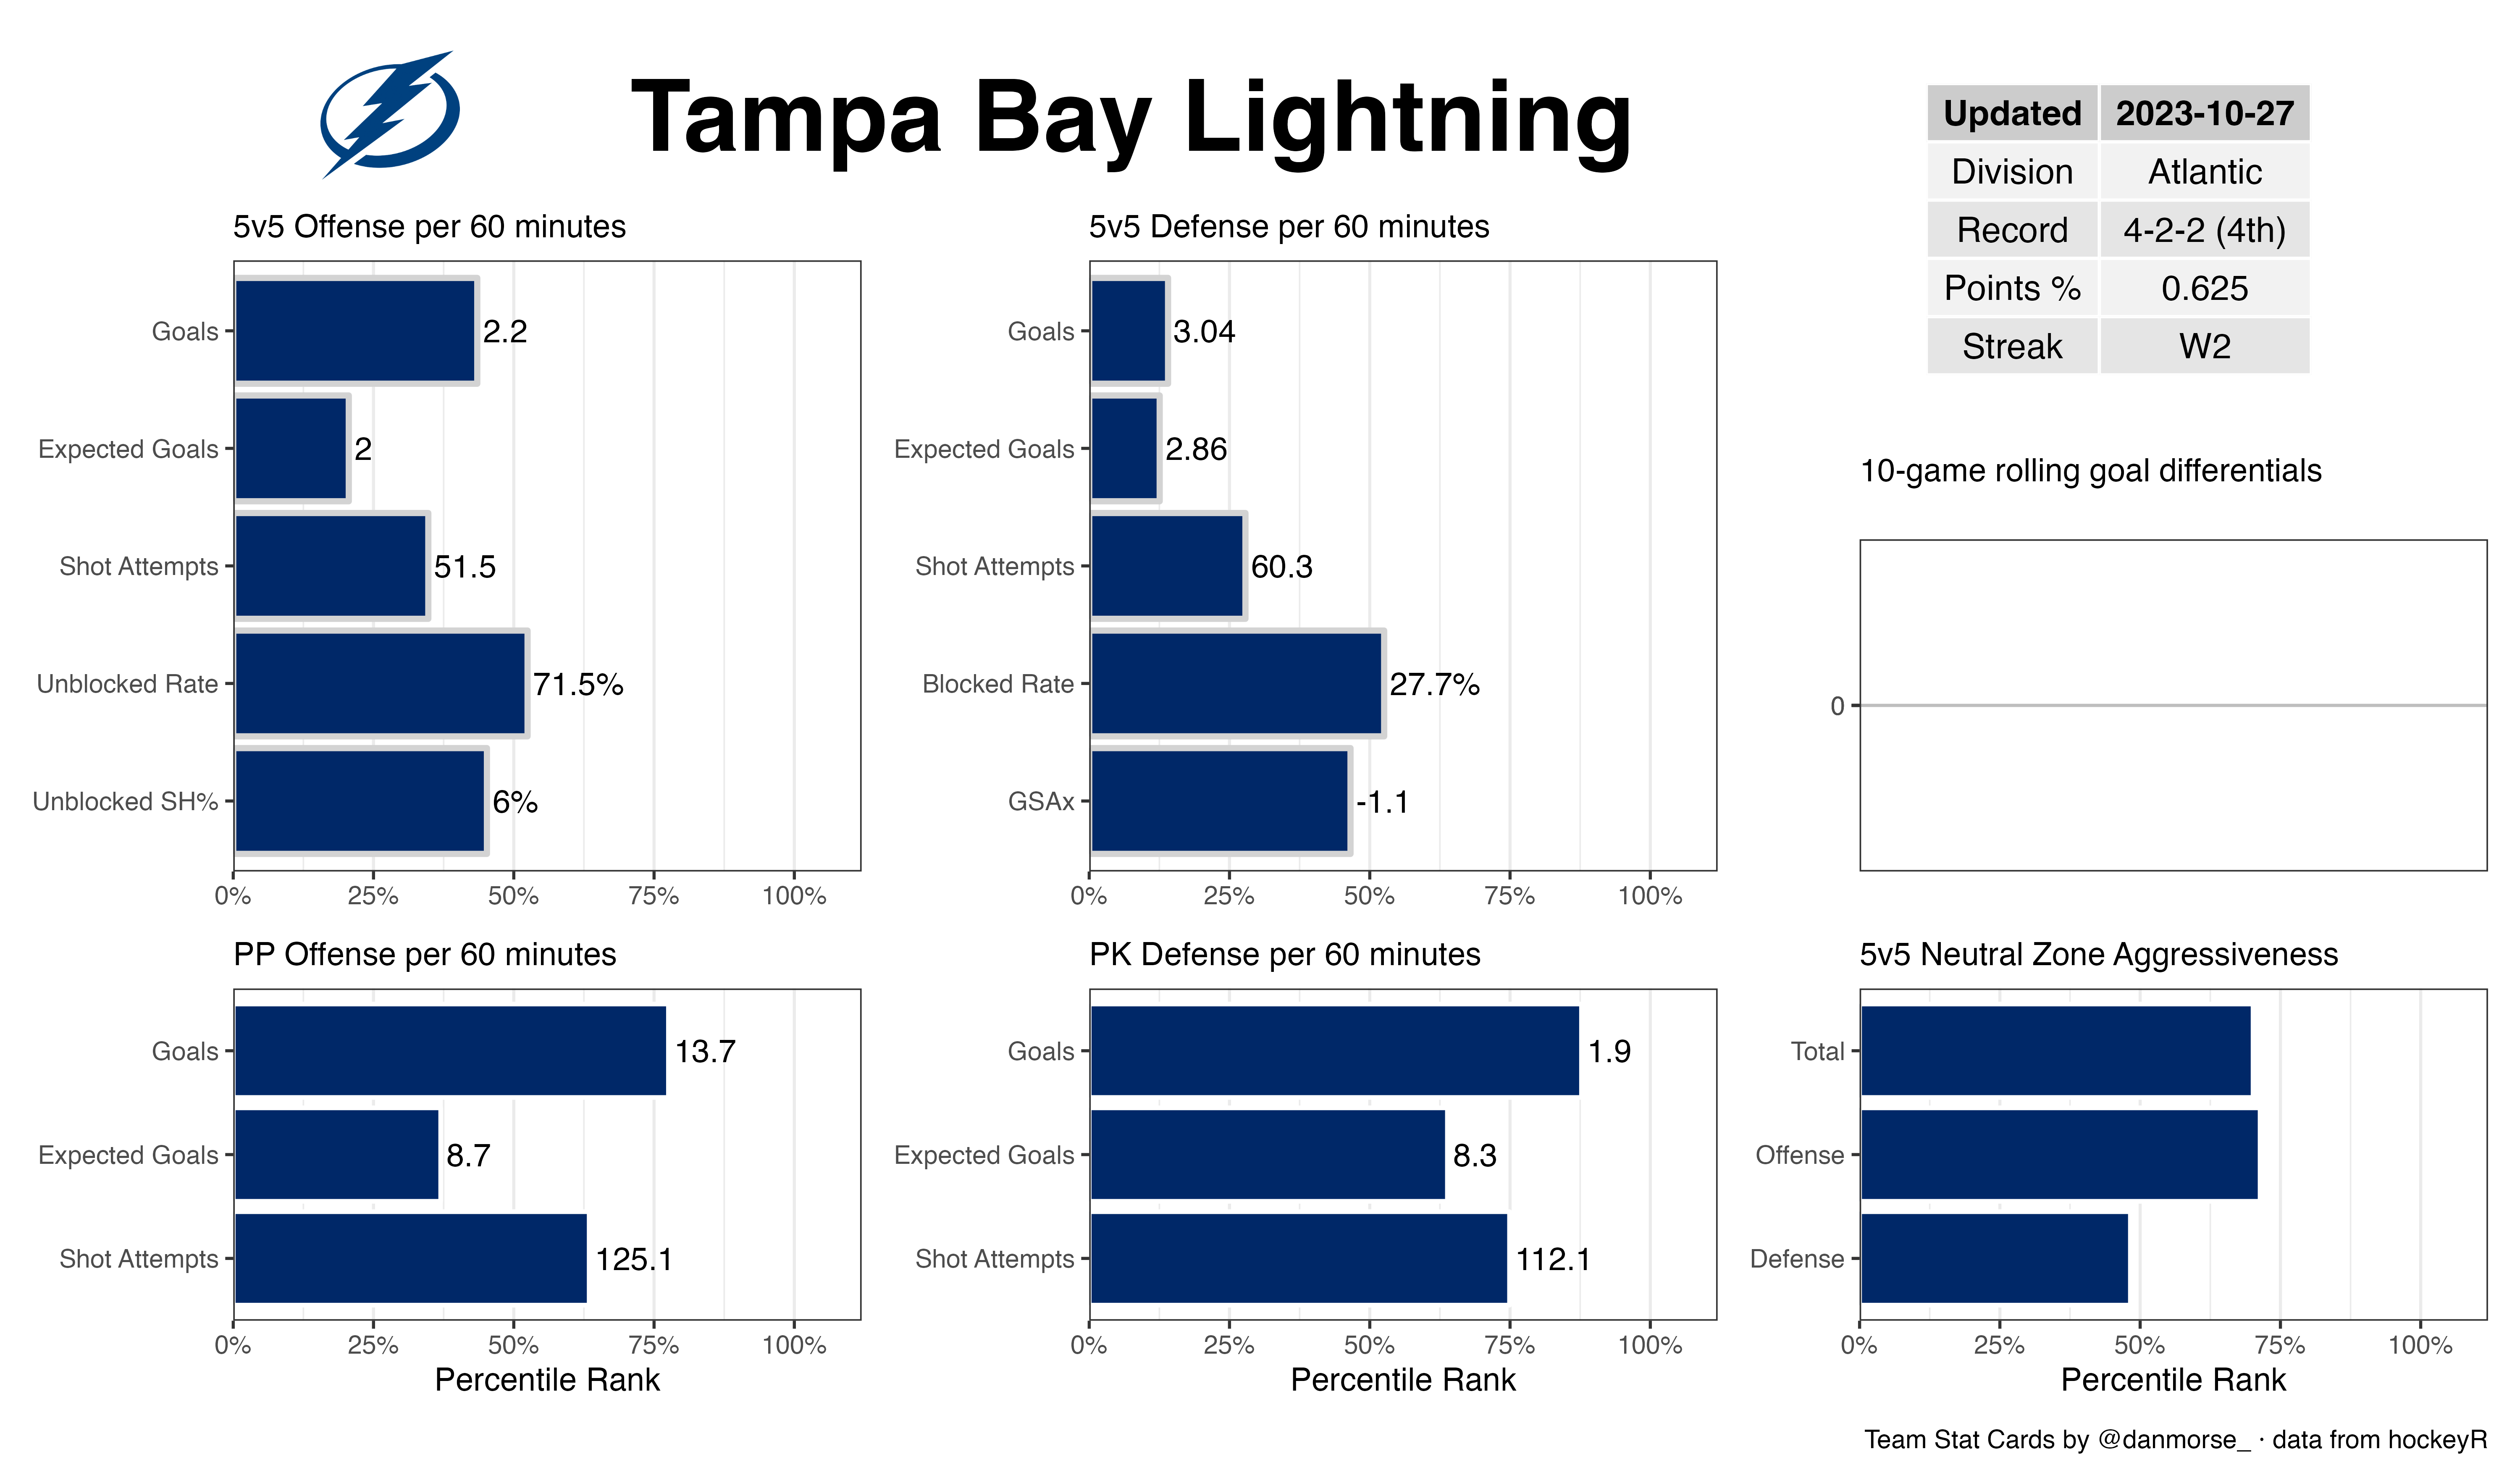 Tampa Bay Lightning
Updated 2023-10-27
Division Atlantic
Record 4-2-2 (4th)
Points % 0.625
Streak W2
5v5 Offense per 60 minutes
Goals 2.2
Expected Goals 2
Shot Attempts 51.5
Unblocked Rate 71.5%
Unblocked SH% 6%
0% 25% 50% 75% 100%
5v5 Defense per 60 minutes
Goals 3.04
Expected Goals 2.86
Shot Attempts 60.3
Blocked Rate 27.7%
GSAx -1.1
0% 25% 50% 75% 100%
10-game rolling goal differentials
0
PP Offense per 60 minutes
Goals 13.7
Expected Goals 8.7
Shot Attempts 125.1
0% 25% 50% 75% 100%
Percentile Rank
PK Defense per 60 minutes
Goals 1.9
Expected Goals 8.3
Shot Attempts 112.1
0% 25% 50% 75% 100%
Percentile Rank
5v5 Neutral Zone Aggressiveness
Total
Offense
Defense
0% 25% 50% 75% 100%
Percentile Rank
Team Stat Cards by @danmorse_ · data from hockeyR